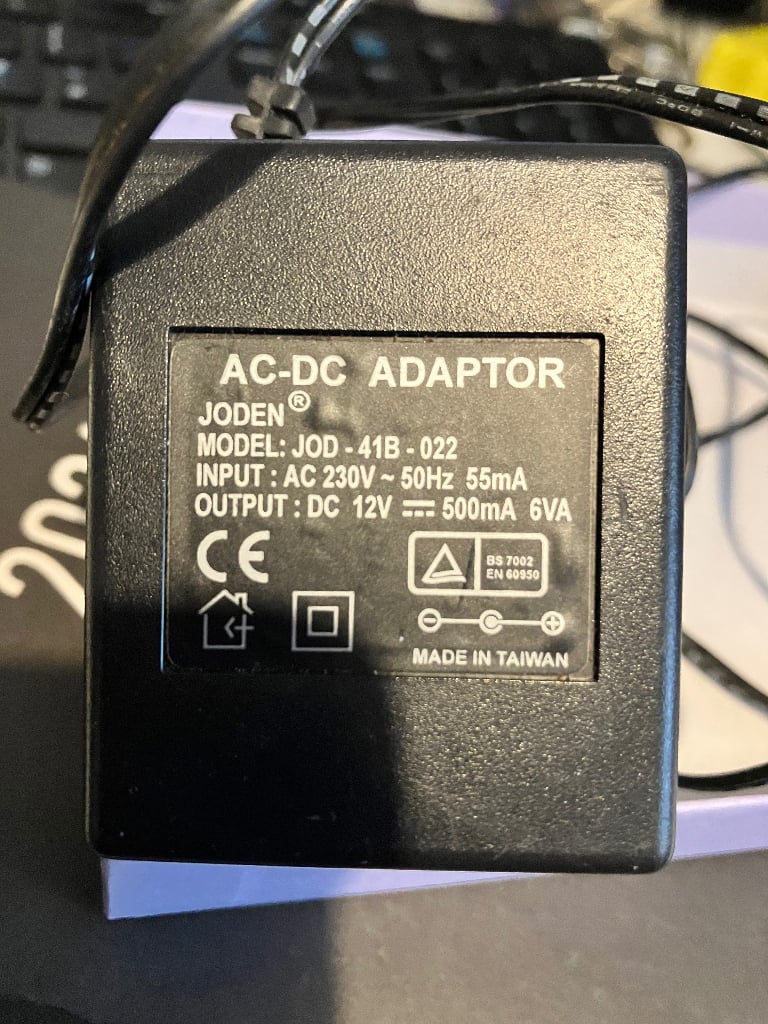 AC-DC ADAPTOR
JODEN®
MODEL: JOD - 41B - 022
INPUT : AC 230V ~ 50Hz 55mA
OUTPUT : DC 12V ⎓ 500mA 6VA
CE
BS 7002
EN 60950
MADE IN TAIWAN